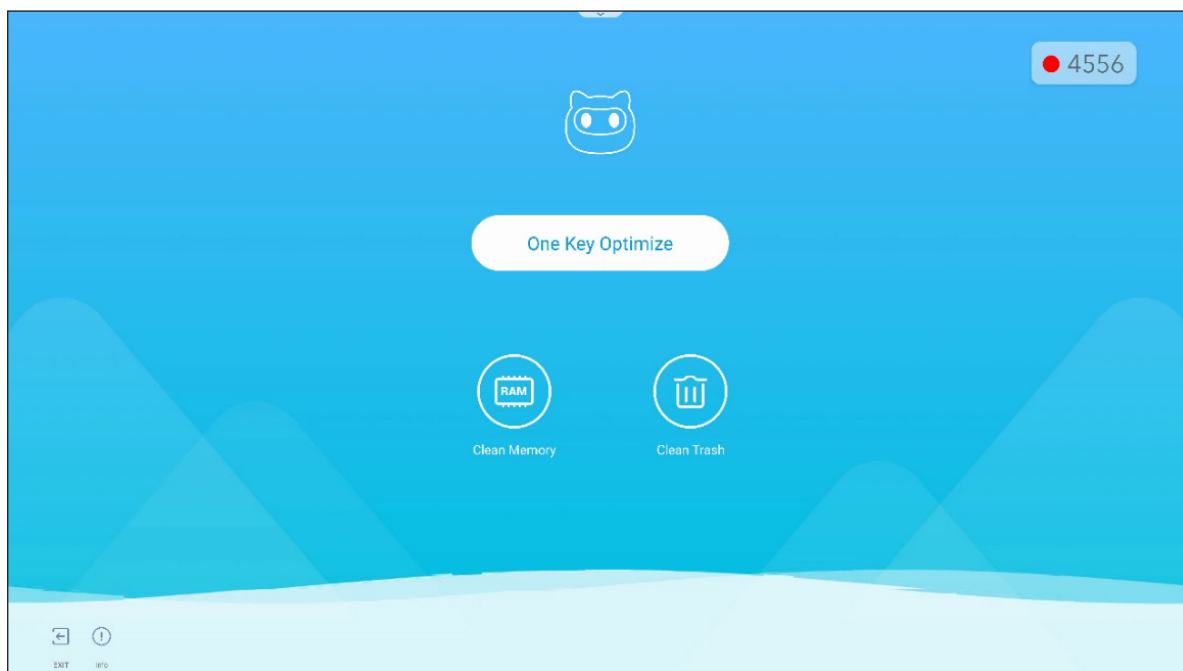 4556
One Key Optimize
RAM
Clean Memory
Clean Trash
EXIT
Info